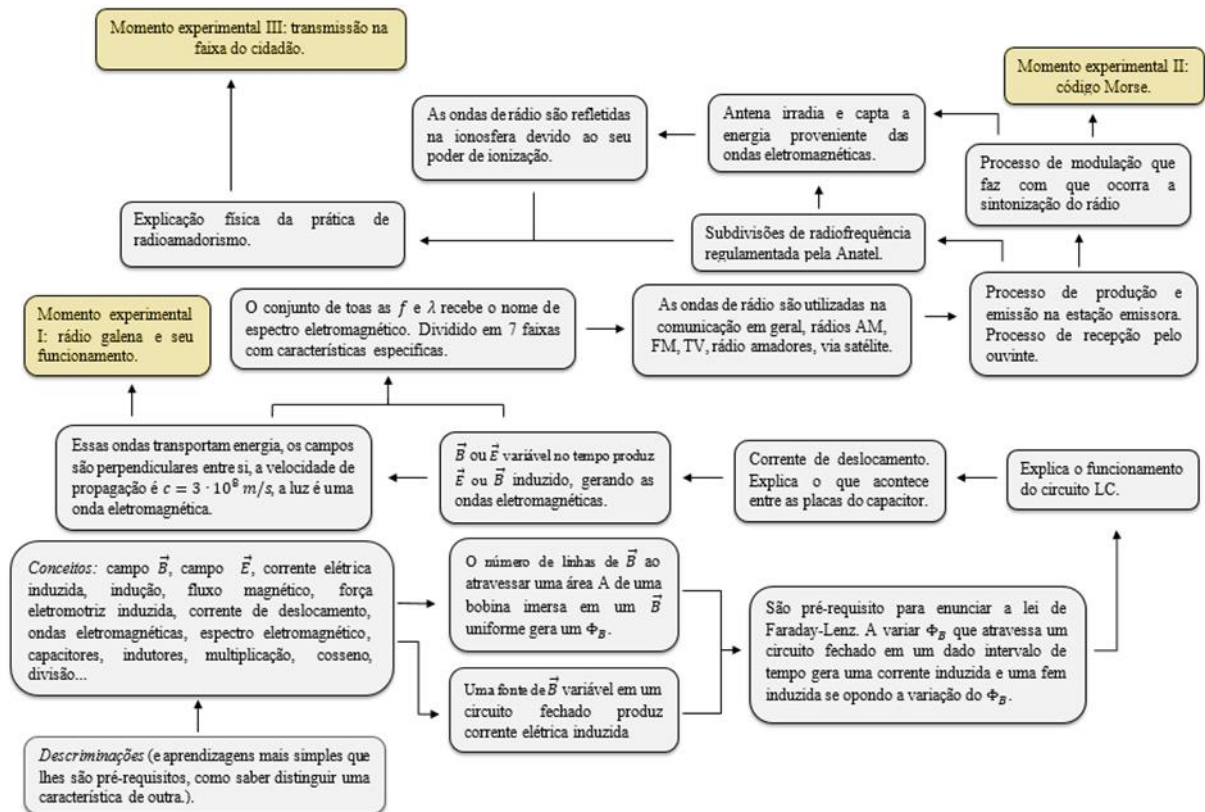 Momento experimental III: transmissão na
faixa do cidadão.
Momento experimental II:
código Morse.
As ondas de rádio são refletidas
na ionosfera devido ao seu
poder de ionização.
Antena irradia e capta a
energia proveniente das
ondas eletromagnéticas.
Processo de modulação que
faz com que ocorra a
sintonização do rádio
Explicação física da prática de
radioamadorismo.
Subdivisões de radiofrequência
regulamentada pela Anatel.
Momento experimental
I: rádio galena e seu
funcionamento.
O conjunto de toas as f e λ recebe o nome de
espectro eletromagnético. Dividido em 7 faixas
com características especificas.
As ondas de rádio são utilizadas na
comunicação em geral, rádios AM,
FM, TV, rádio amadores, via satélite.
Processo de produção e
emissão na estação emissora.
Processo de recepção pelo
ouvinte.
Essas ondas transportam energia, os campos
são perpendiculares entre si, a velocidade de
propagação é c = 3 · 10⁸ m/s, a luz é uma
onda eletromagnética.
B⃗ ou E⃗ variável no tempo produz
E⃗ ou B⃗ induzido, gerando as
ondas eletromagnéticas.
Corrente de deslocamento.
Explica o que acontece
entre as placas do capacitor.
Explica o funcionamento
do circuito LC.
Conceitos: campo B⃗, campo E⃗, corrente elétrica
induzida, indução, fluxo magnético, força
eletromotriz induzida, corrente de deslocamento,
ondas eletromagnéticas, espectro eletromagnético,
capacitores, indutores, multiplicação, cosseno,
divisão...
O número de linhas de B⃗ ao
atravessar uma área A de uma
bobina imersa em um B⃗
uniforme gera um Φ_B.
São pré-requisito para enunciar a lei de
Faraday-Lenz. A variar Φ_B que atravessa um
circuito fechado em um dado intervalo de
tempo gera uma corrente induzida e uma fem
induzida se opondo a variação do Φ_B.
Uma fonte de B⃗ variável em um
circuito fechado produz
corrente elétrica induzida
Descriminações (e aprendizagens mais simples que
lhes são pré-requisitos, como saber distinguir uma
característica de outra.).